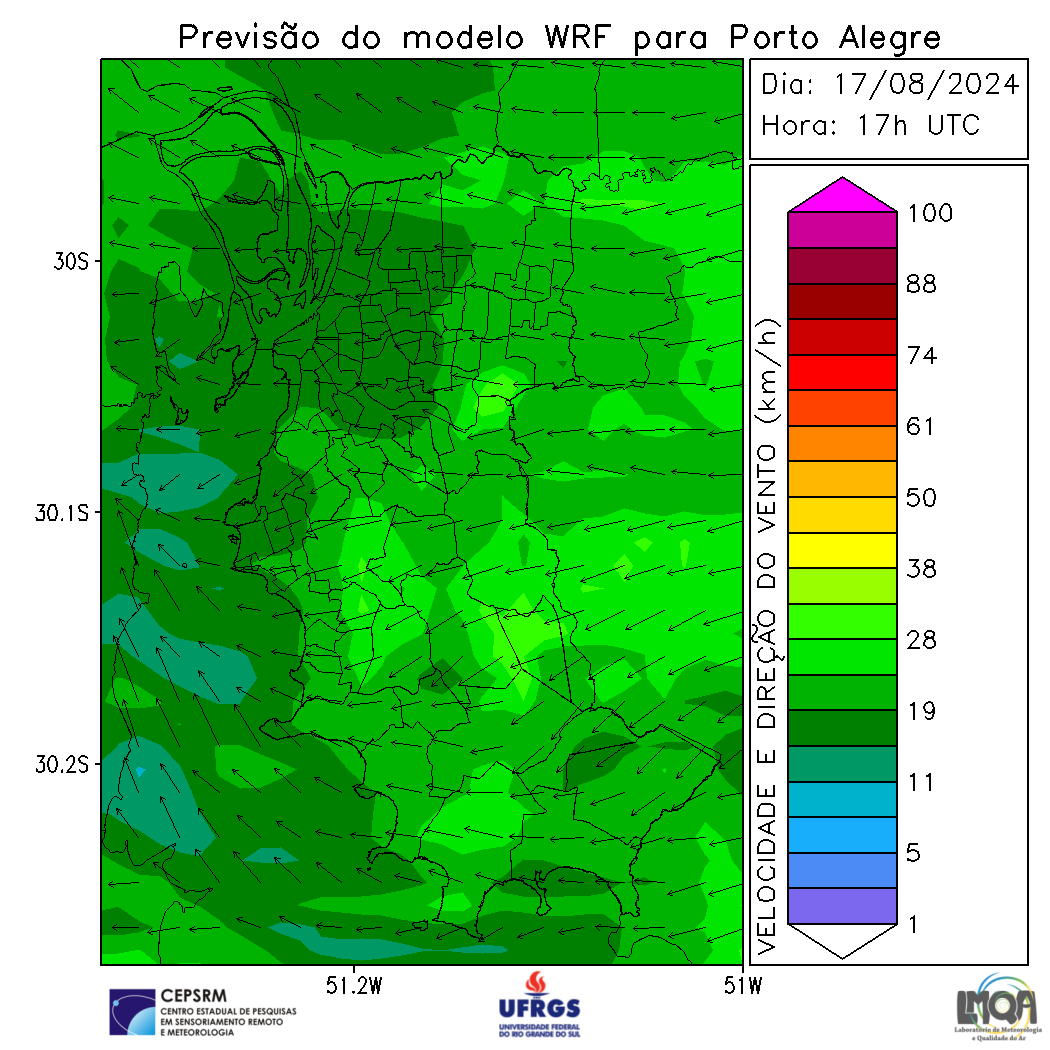 Previsão do modelo WRF para Porto Alegre
Dia: 17/08/2024
Hora: 17h UTC
30S
30.1S
30.2S
51.2W
51W
VELOCIDADE E DIREÇÃO DO VENTO (km/h)
100
88
74
61
50
38
28
19
11
5
1
CEPSRM
CENTRO ESTADUAL DE PESQUISAS
EM SENSORIAMENTO REMOTO
E METEOROLOGIA
UFRGS
UNIVERSIDADE FEDERAL
DO RIO GRANDE DO SUL
LMQA
Laboratório de Meteorologia
e Qualidade do Ar